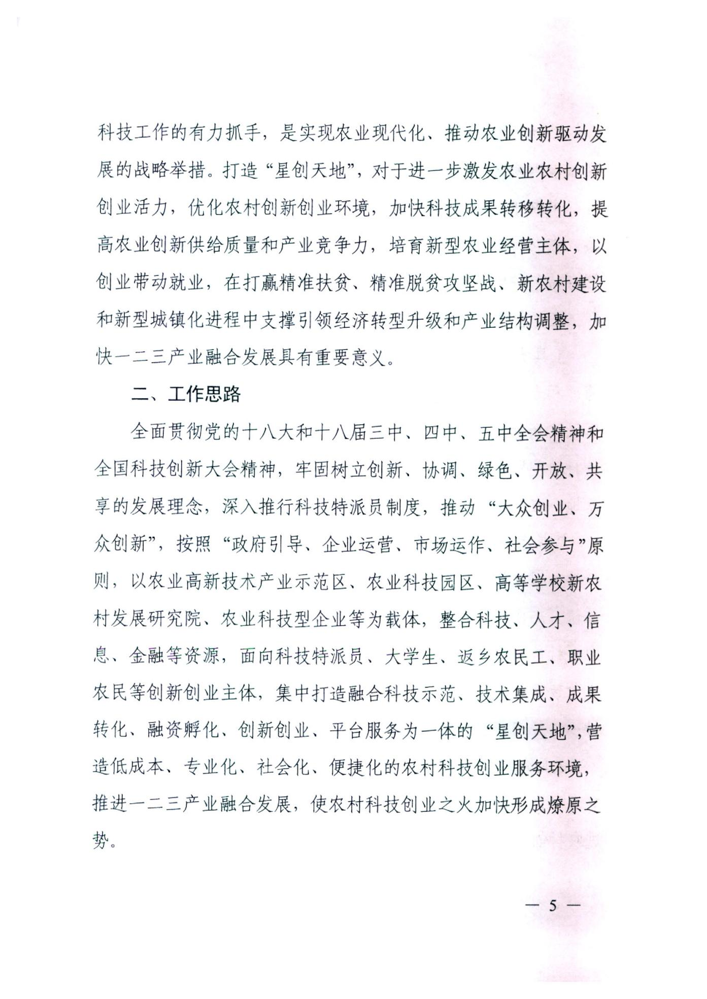 科技工作的有力抓手，是实现农业现代化、推动农业创新驱动发
展的战略举措。打造“星创天地”，对于进一步激发农业农村创新
创业活力，优化农村创新创业环境，加快科技成果转移转化，提
高农业创新供给质量和产业竞争力，培育新型农业经营主体，以
创业带动就业，在打赢精准扶贫、精准脱贫攻坚战、新农村建设
和新型城镇化进程中支撑引领经济转型升级和产业结构调整，加
快一二三产业融合发展具有重要意义。
二、工作思路
全面贯彻党的十八大和十八届三中、四中、五中全会精神和
全国科技创新大会精神，牢固树立创新、协调、绿色、开放、共
享的发展理念，深入推行科技特派员制度，推动“大众创业、万
众创新”，按照“政府引导、企业运营、市场运作、社会参与”原
则，以农业高新技术产业示范区、农业科技园区、高等学校新农
村发展研究院、农业科技型企业等为载体，整合科技、人才、信
息、金融等资源，面向科技特派员、大学生、返乡农民工、职业
农民等创新创业主体，集中打造融合科技示范、技术集成、成果
转化、融资孵化、创新创业、平台服务为一体的“星创天地”，营
造低成本、专业化、社会化、便捷化的农村科技创业服务环境，
推进一二三产业融合发展，使农村科技创业之火加快形成燎原之
势。
— 5 —